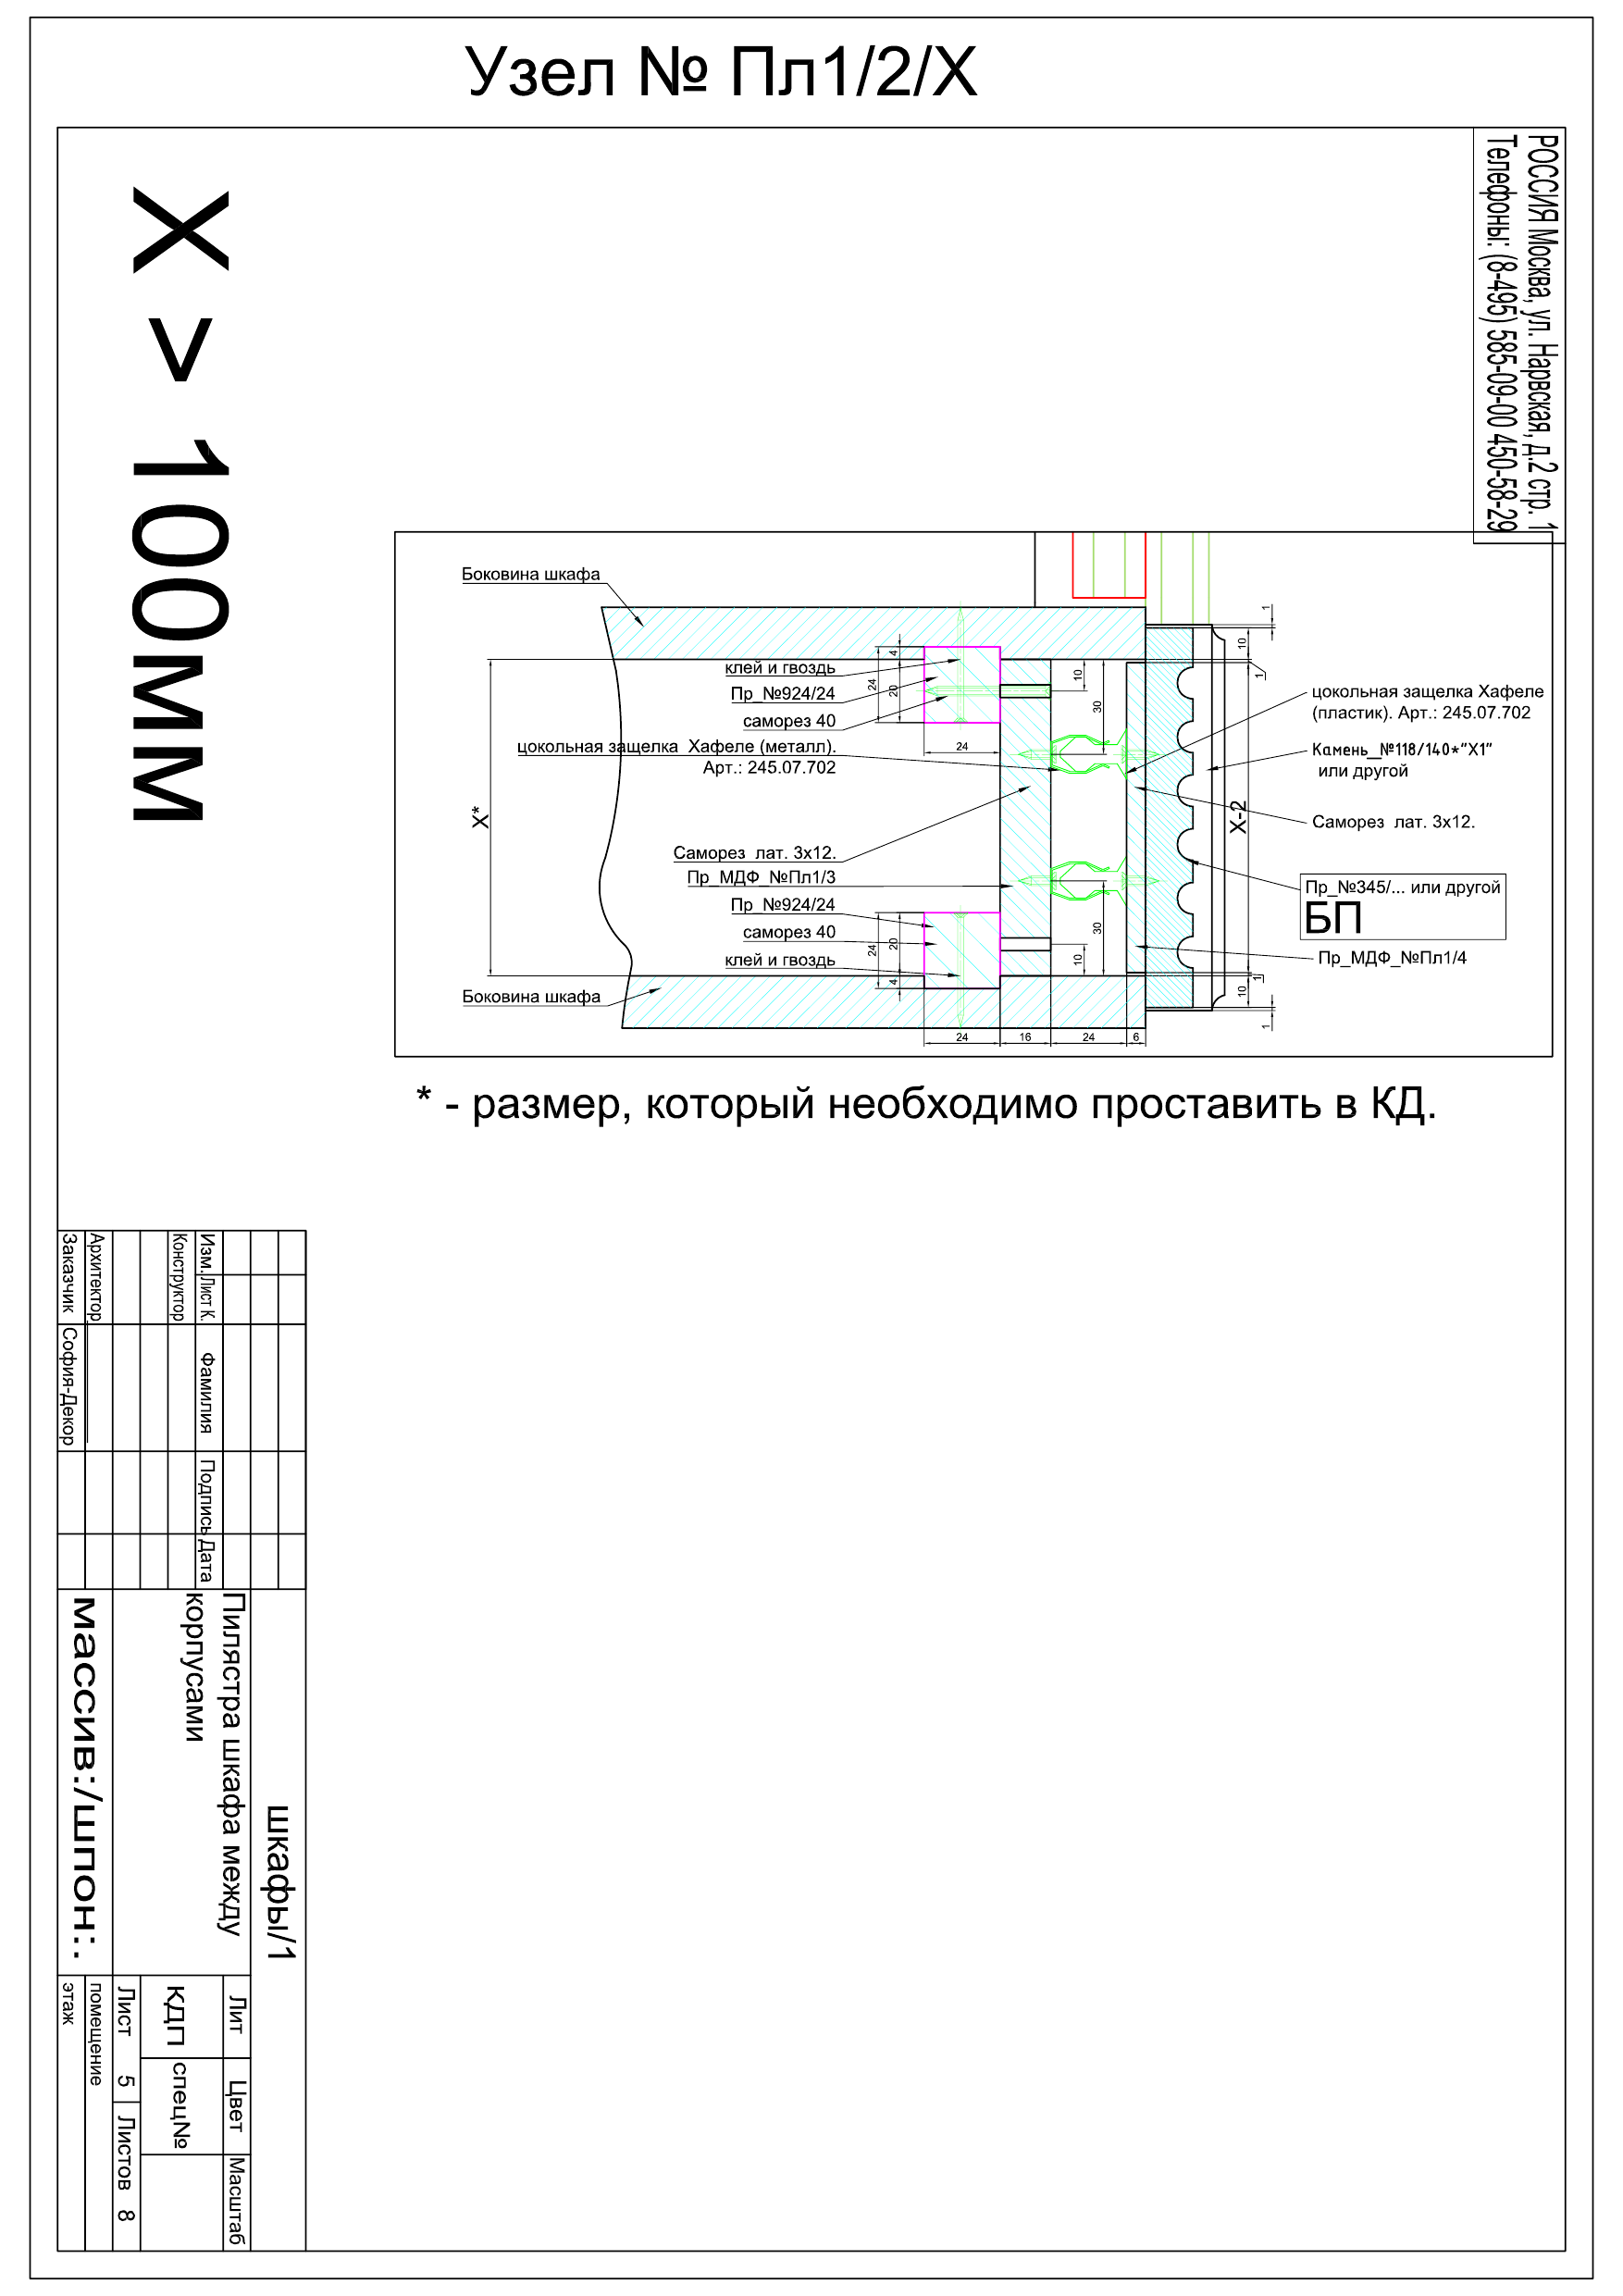 Узел № Пл1/2/Х
РОССИЯ Москва, ул. Нарвская, д.2 стр. 1
Телефоны: (8-495) 585-09-00 450-58-29
Х > 100ММ
Боковина шкафа
клей и гвоздь
Пр_№924/24
саморез 40
цокольная защелка Хафеле (металл).
Арт.: 245.07.702
Саморез лат. 3х12.
Пр_МДФ_№Пл1/3
Пр_№924/24
саморез 40
клей и гвоздь
Боковина шкафа
Х*
24
4
20
24
10
30
24
20
4
10
30
24
16
24
6
1
10
1
Х-2
1
10
1
цокольная защелка Хафеле
(пластик). Арт.: 245.07.702
Камень_№118/140*"Х1"
или другой
Саморез лат. 3х12.
Пр_№345/... или другой
БП
Пр_МДФ_№Пл1/4
* - размер, который необходимо проставить в КД.
шкафы/1
Изм. Лист К. Фамилия Подпись Дата
Конструктор
Архитектор
Заказчик София-Декор
Пилястра шкафа между
корпусами
массив:/шпон:.
Лит Цвет Масштаб
КДП спец№
Лист 5 Листов 8
помещение
этаж